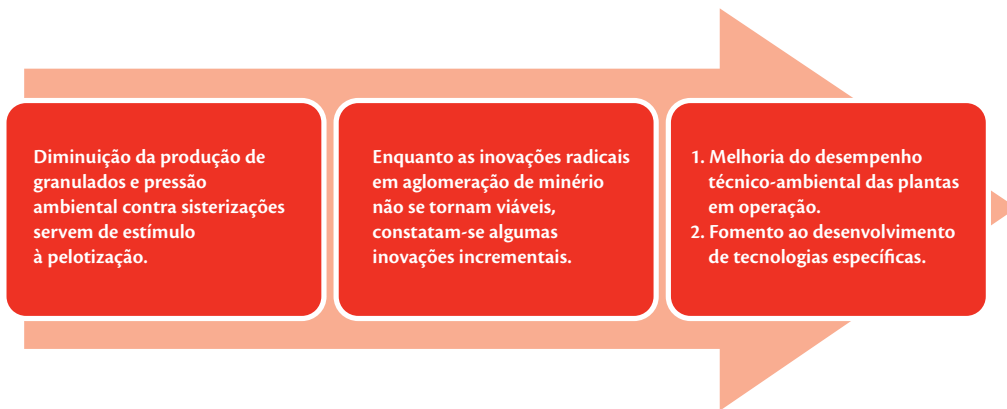 Diminuição da produção de
granulados e pressão
ambiental contra sisterizações
servem de estímulo
à pelotização.
Enquanto as inovações radicais
em aglomeração de minério
não se tornam viáveis,
constatam-se algumas
inovações incrementais.
1. Melhoria do desempenho
técnico-ambiental das plantas
em operação.
2. Fomento ao desenvolvimento
de tecnologias específicas.